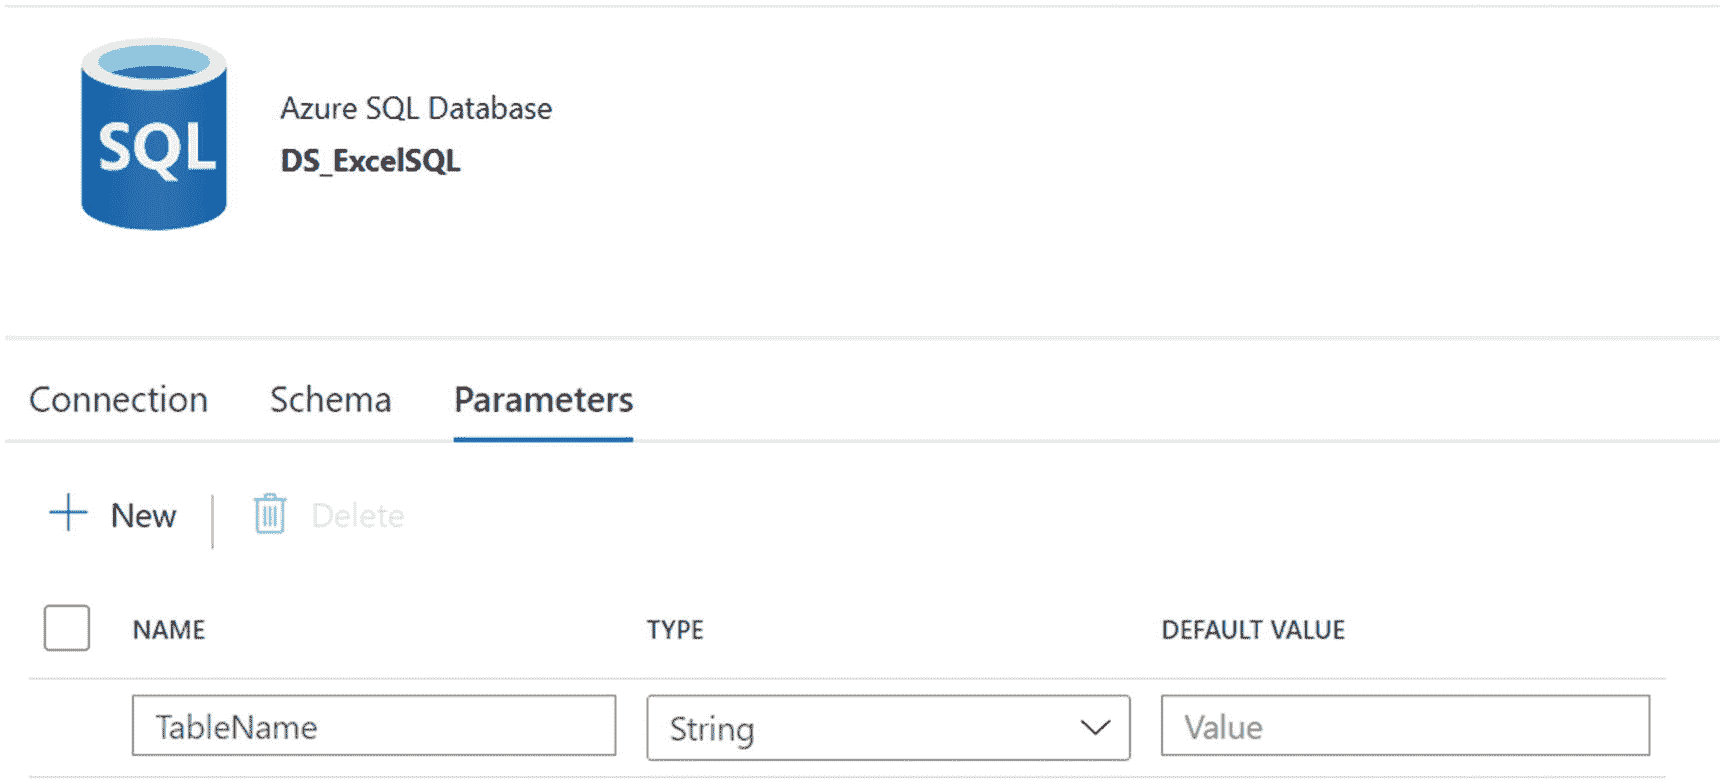 SQL
Azure SQL Database
DS_ExcelSQL
Connection Schema Parameters
New Delete
NAME TYPE DEFAULT VALUE
TableName String Value